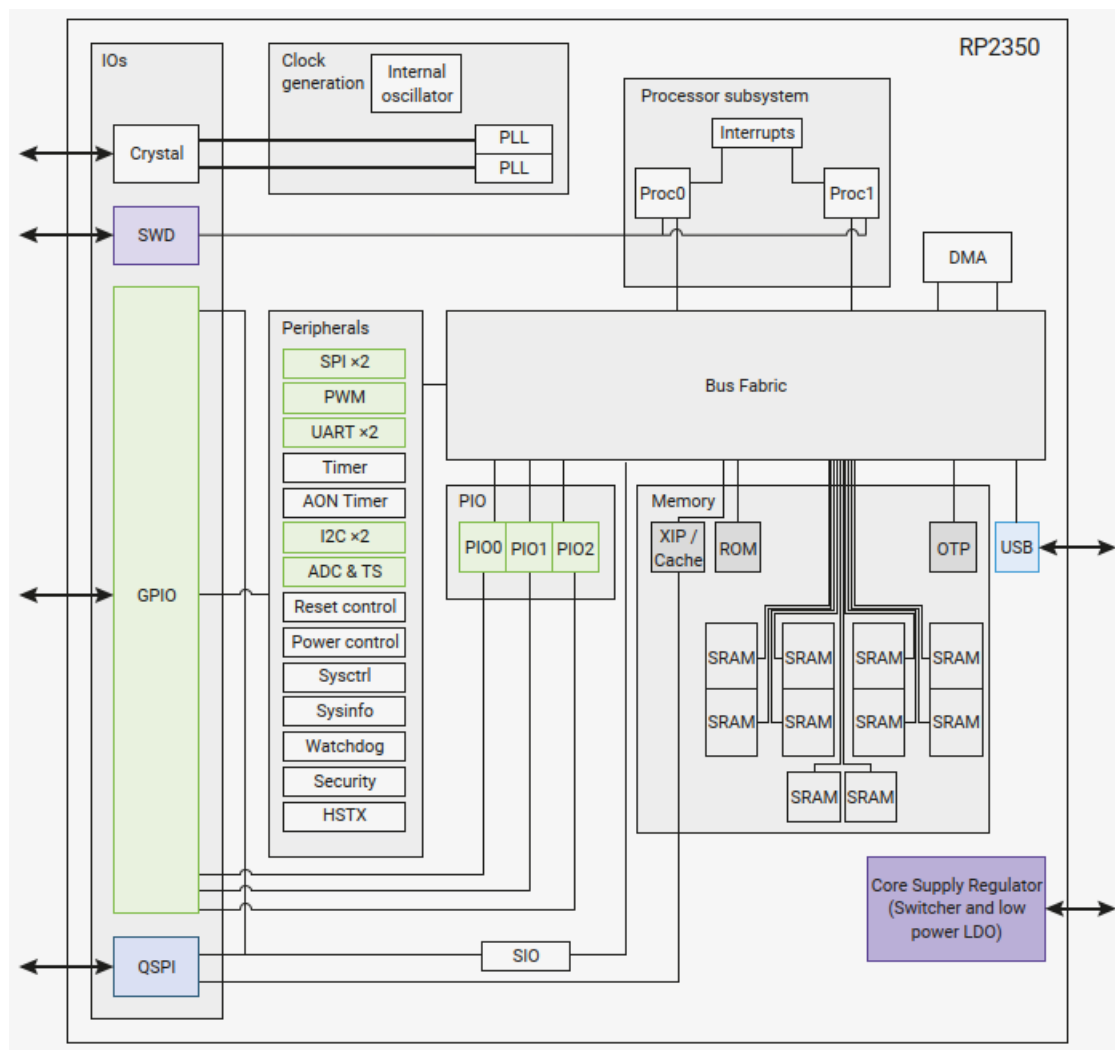 RP2350
IOs
Clock
generation
Internal
oscillator
Processor subsystem
Interrupts
Crystal
PLL
PLL
Proc0
Proc1
SWD
DMA
Peripherals
SPI ×2
PWM
UART ×2
Timer
AON Timer
I2C ×2
ADC & TS
Reset control
Power control
Sysctrl
Sysinfo
Watchdog
Security
HSTX
Bus Fabric
PIO
PIO0
PIO1
PIO2
Memory
XIP /
Cache
ROM
OTP
USB
GPIO
SRAM
SRAM
SRAM
SRAM
SRAM
SRAM
SRAM
SRAM
SRAM
SRAM
Core Supply Regulator
(Switcher and low
power LDO)
QSPI
SIO